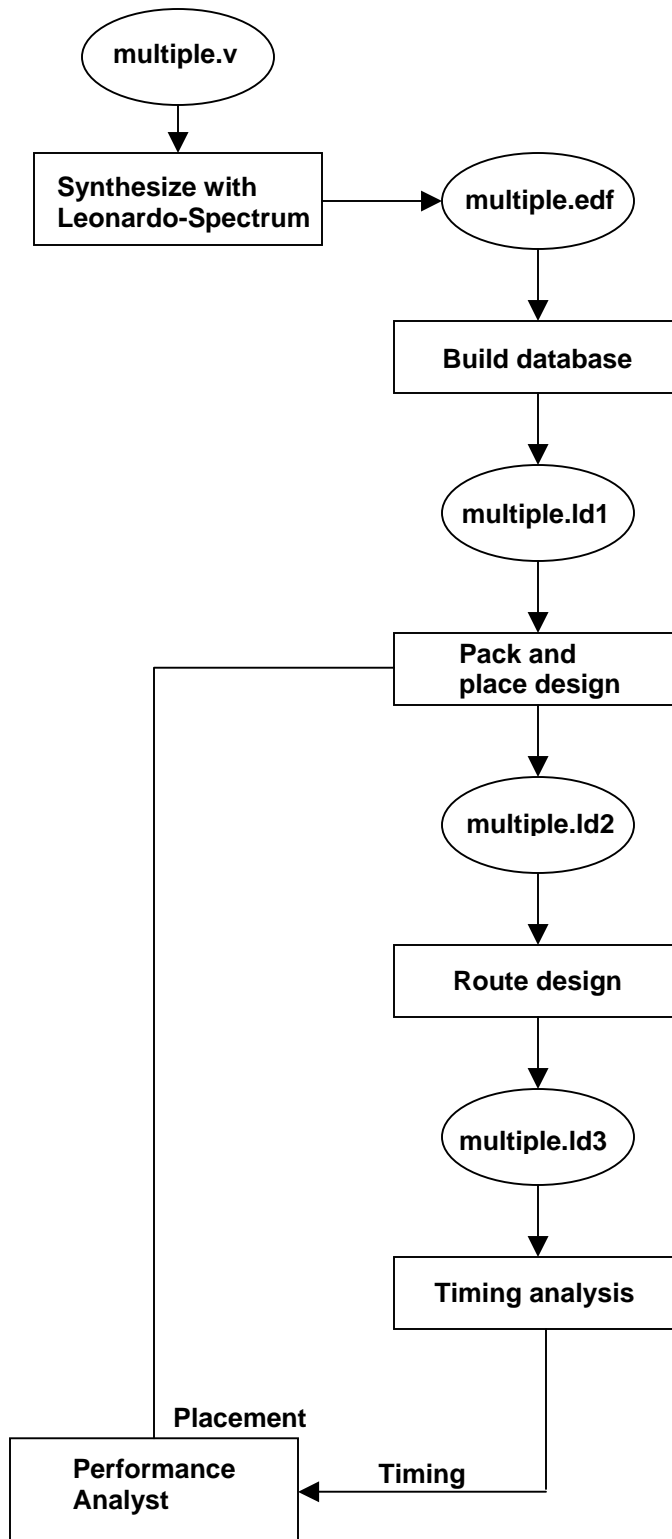 multiple.v
Synthesize with
Leonardo-Spectrum
multiple.edf
Build database
multiple.ld1
Pack and
place design
multiple.ld2
Route design
multiple.ld3
Timing analysis
Placement
Performance
Analyst
Timing